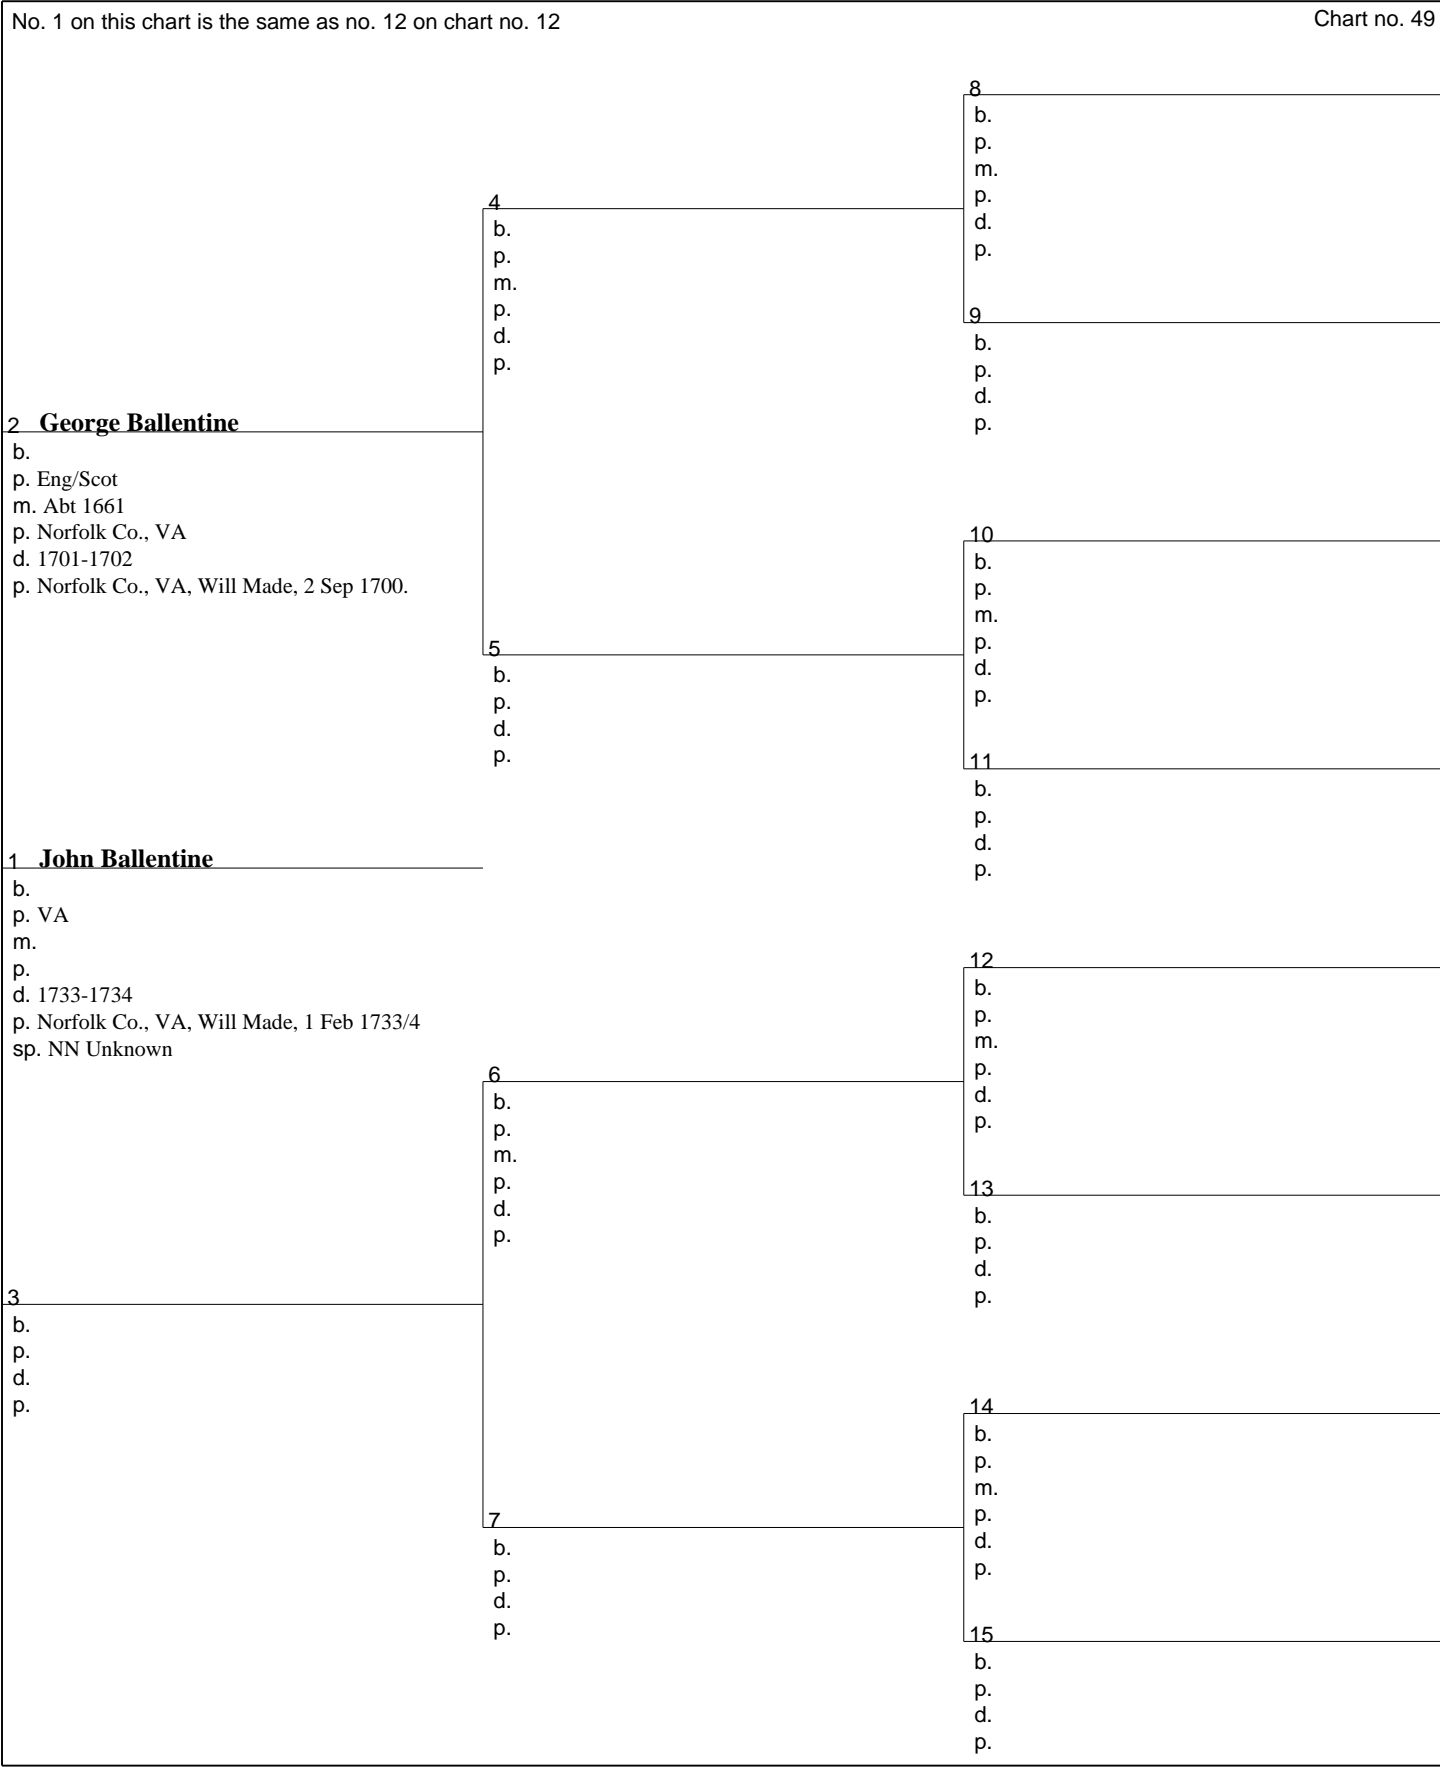 No. 1 on this chart is the same as no. 12 on chart no. 12
Chart no. 49
8
b.
p.
m.
p.
d.
p.
4
b.
p.
m.
p.
d.
p.
9
b.
p.
d.
p.
2 George Ballentine
b.
p. Eng/Scot
m. Abt 1661
p. Norfolk Co., VA
d. 1701-1702
p. Norfolk Co., VA, Will Made, 2 Sep 1700.
10
b.
p.
m.
p.
d.
p.
5
b.
p.
d.
p.
11
b.
p.
d.
p.
1 John Ballentine
b.
p. VA
m.
p.
d. 1733-1734
p. Norfolk Co., VA, Will Made, 1 Feb 1733/4
sp. NN Unknown
12
b.
p.
m.
p.
d.
p.
6
b.
p.
m.
p.
d.
p.
13
b.
p.
d.
p.
3
b.
p.
d.
p.
14
b.
p.
m.
p.
d.
p.
7
b.
p.
d.
p.
15
b.
p.
d.
p.